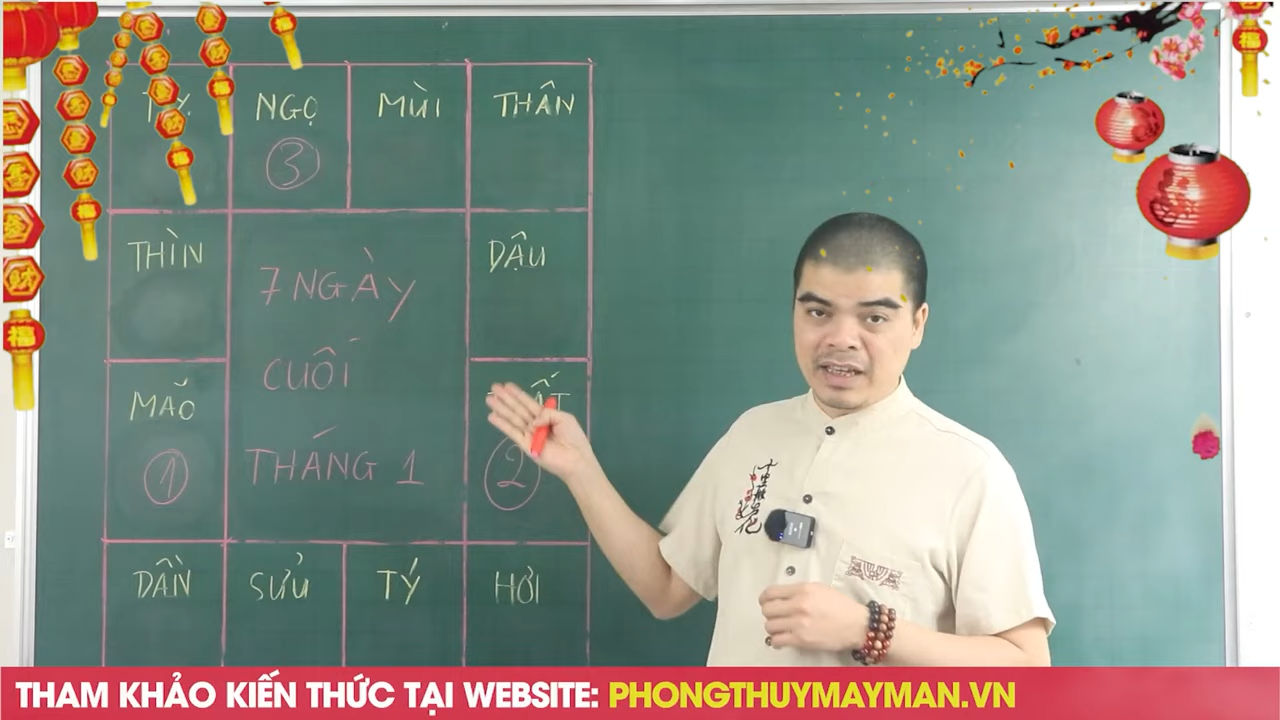 NGỌ
MÙI
THÂN
3
THÌN
DẬU
7 NGÀY
CUỐI
THÁNG 1
MÃO
1
2
DẦN
SỬU
TÝ
HỢI
THAM KHẢO KIẾN THỨC TẠI WEBSITE: PHONGTHUYMAYMAN.VN